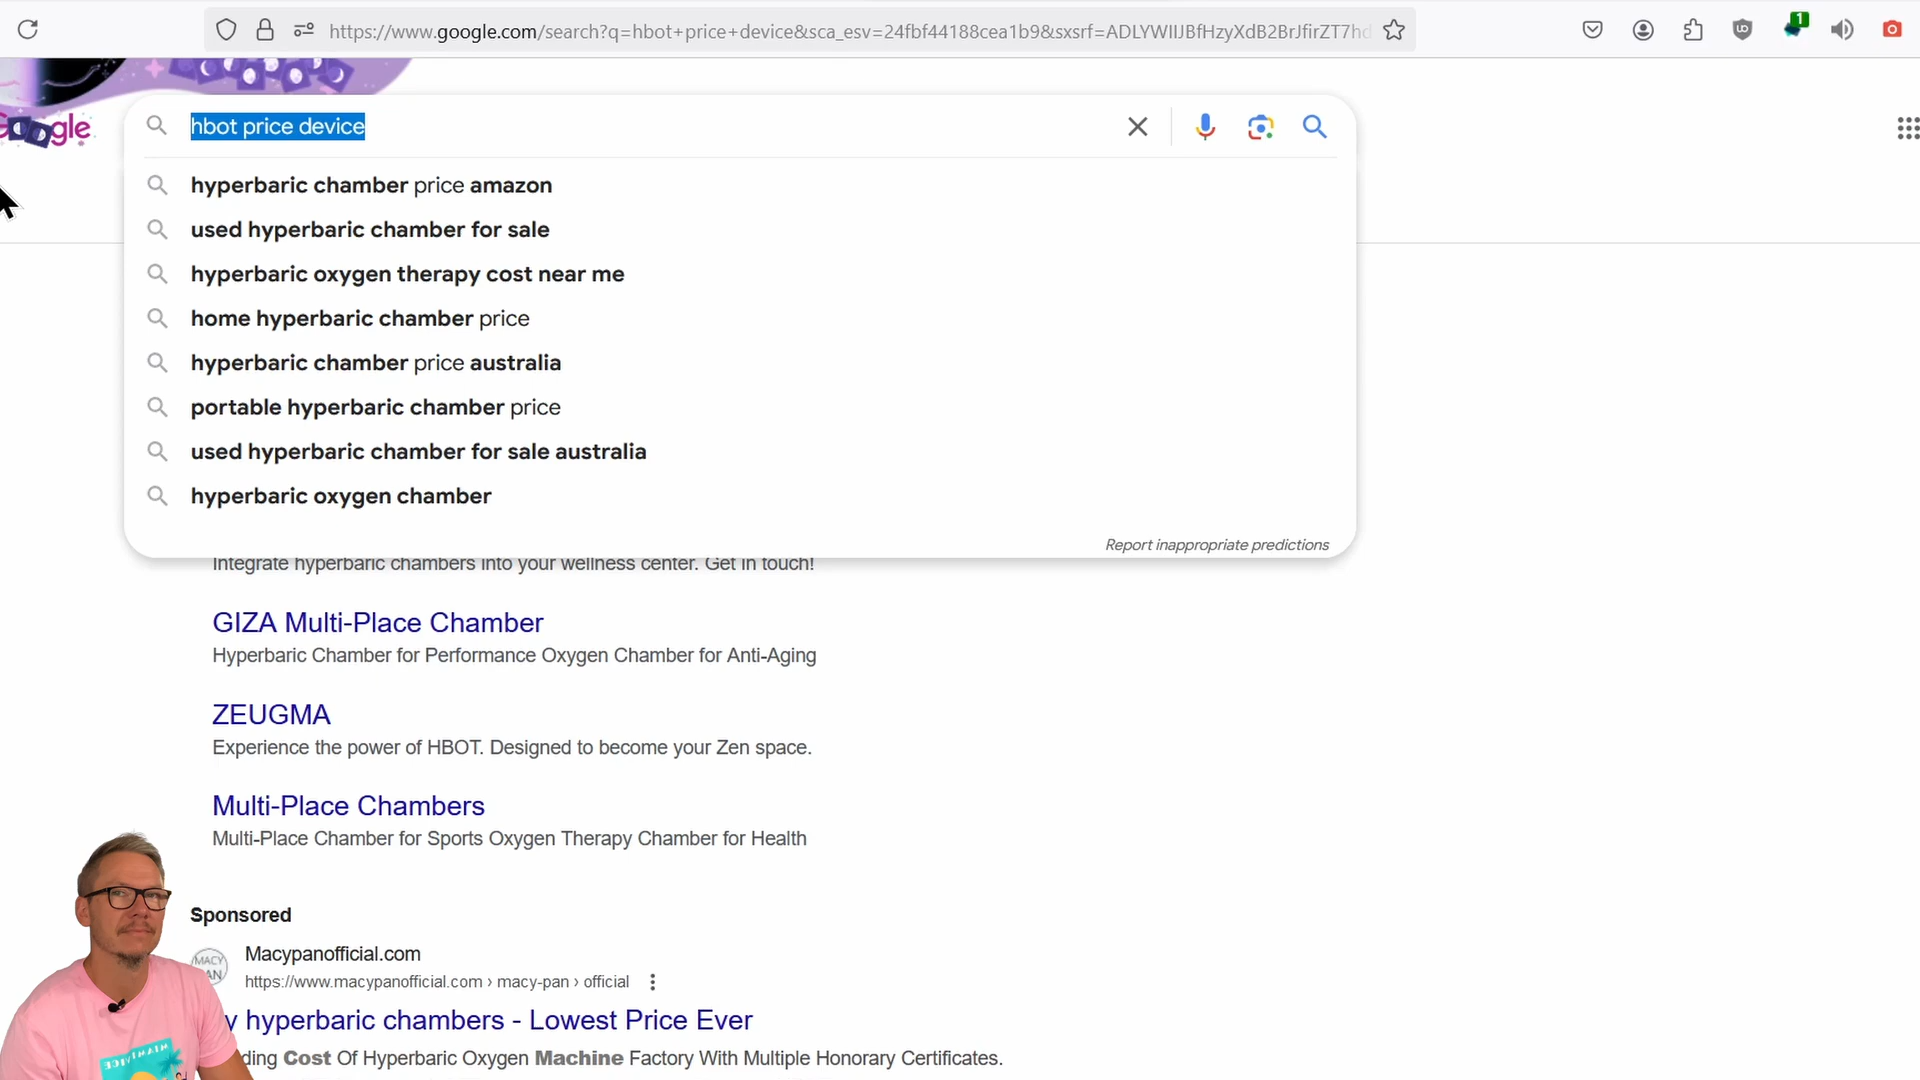 https://www.google.com/search?q=hbot+price+device&sca_esv=24fbf44188cea1b9&sxsrf=ADLYWIIJBfHzyXdB2BrJfirZT7hd
1
Google
hbot price device
hyperbaric chamber price amazon
used hyperbaric chamber for sale
hyperbaric oxygen therapy cost near me
home hyperbaric chamber price
hyperbaric chamber price australia
portable hyperbaric chamber price
used hyperbaric chamber for sale australia
hyperbaric oxygen chamber
Report inappropriate predictions
Integrate hyperbaric chambers into your wellness center. Get in touch!
GIZA Multi-Place Chamber
Hyperbaric Chamber for Performance Oxygen Chamber for Anti-Aging
ZEUGMA
Experience the power of HBOT. Designed to become your Zen space.
Multi-Place Chambers
Multi-Place Chamber for Sports Oxygen Therapy Chamber for Health
Sponsored
MACY
Macypanofficial.com
https://www.macypanofficial.com › macy-pan › official
y hyperbaric chambers - Lowest Price Ever
ding Cost Of Hyperbaric Oxygen Machine Factory With Multiple Honorary Certificates.